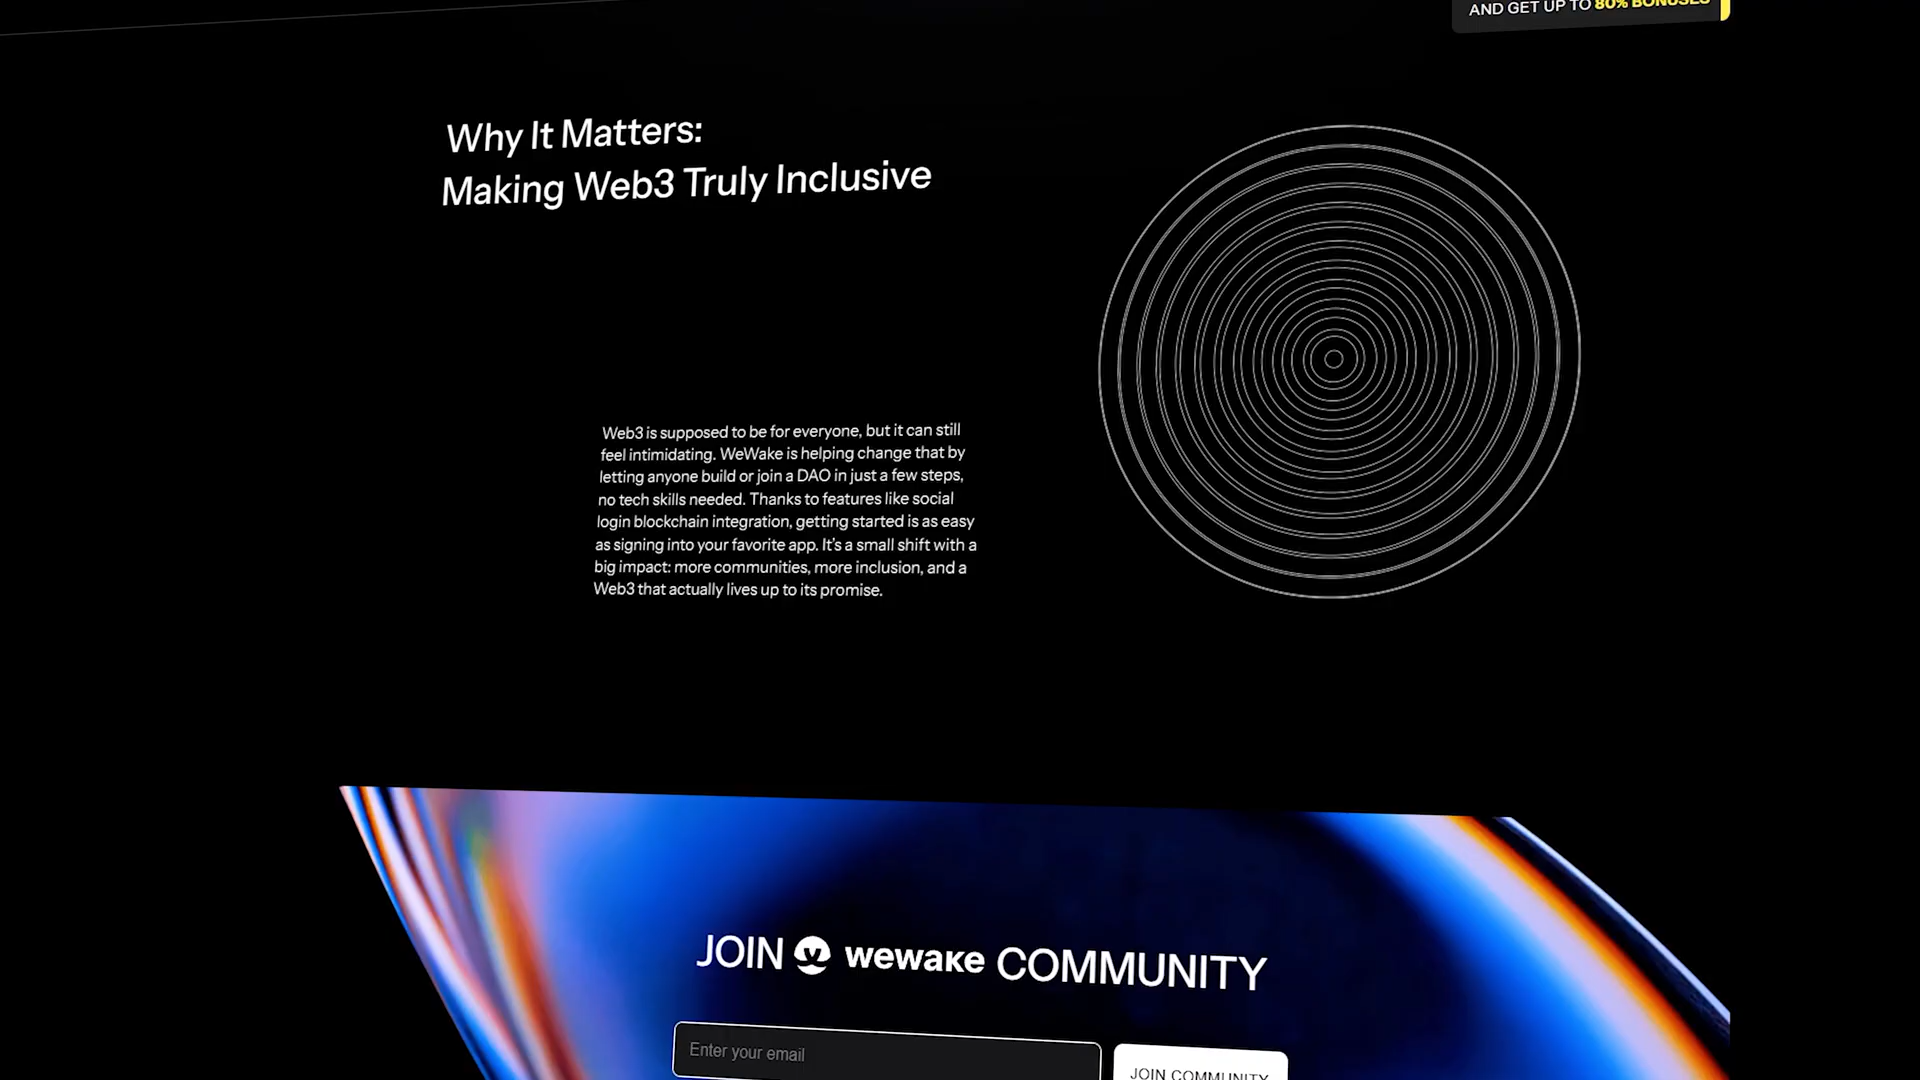 AND GET UP TO 80% BONUSES
Why It Matters:
Making Web3 Truly Inclusive
Web3 is supposed to be for everyone, but it can still
feel intimidating. WeWake is helping change that by
letting anyone build or join a DAO in just a few steps,
no tech skills needed. Thanks to features like social
login blockchain integration, getting started is as easy
as signing into your favorite app. It's a small shift with a
big impact: more communities, more inclusion, and a
Web3 that actually lives up to its promise.
JOIN wewake COMMUNITY
Enter your email
JOIN COMMUNITY